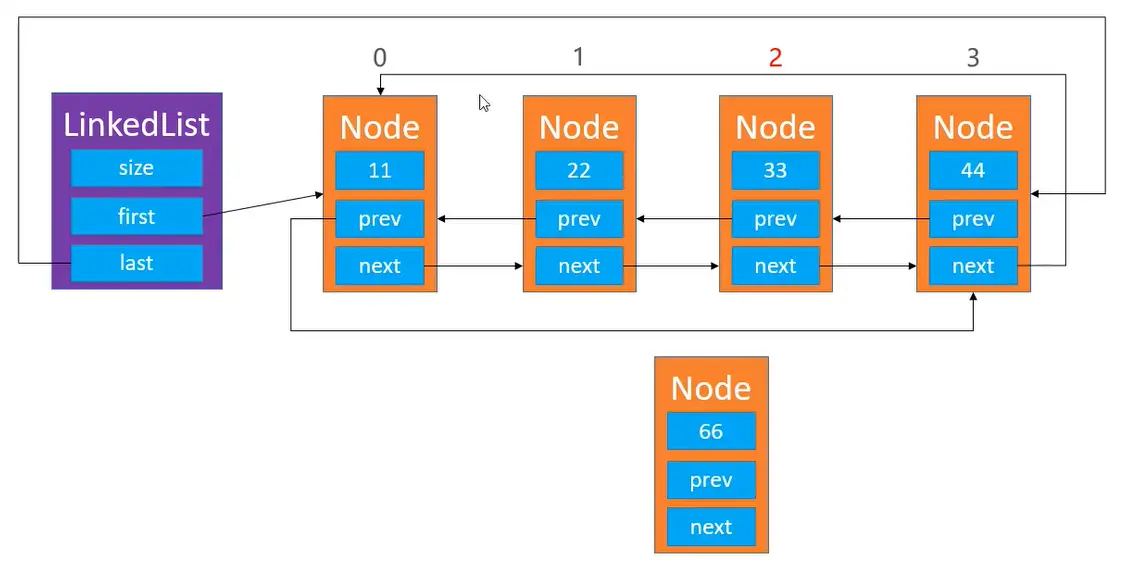 0 1 2 3
LinkedList
size
first
last
Node
11
prev
next
Node
22
prev
next
Node
33
prev
next
Node
44
prev
next
Node
66
prev
next